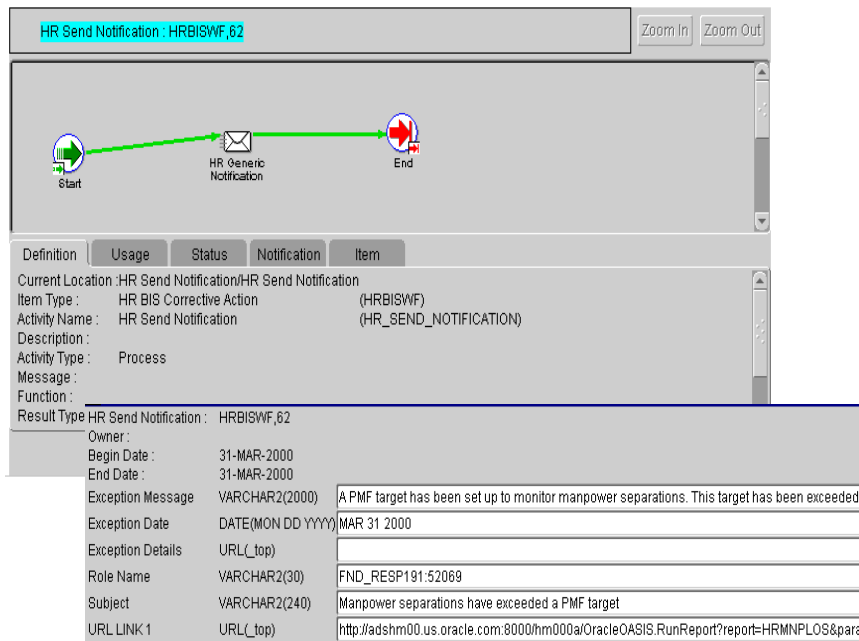 HR Send Notification : HRBISWF,62
Zoom In
Zoom Out
Start
HR Generic
Notification
End
Definition
Usage
Status
Notification
Item
Current Location :HR Send Notification/HR Send Notification
Item Type : HR BIS Corrective Action (HRBISWF)
Activity Name : HR Send Notification (HR_SEND_NOTIFICATION)
Description :
Activity Type : Process
Message :
Function :
Result Type
HR Send Notification : HRBISWF,62
Owner :
Begin Date : 31-MAR-2000
End Date : 31-MAR-2000
Exception Message VARCHAR2(2000) A PMF target has been set up to monitor manpower separations. This target has been exceeded
Exception Date DATE(MON DD YYYY) MAR 31 2000
Exception Details URL(_top)
Role Name VARCHAR2(30) FND_RESP191:52069
Subject VARCHAR2(240) Manpower separations have exceeded a PMF target
URL LINK 1 URL(_top) http://adshm00.us.oracle.com:8000/hm000a/OracleOASIS.RunReport?report=HRMNPLOS&para